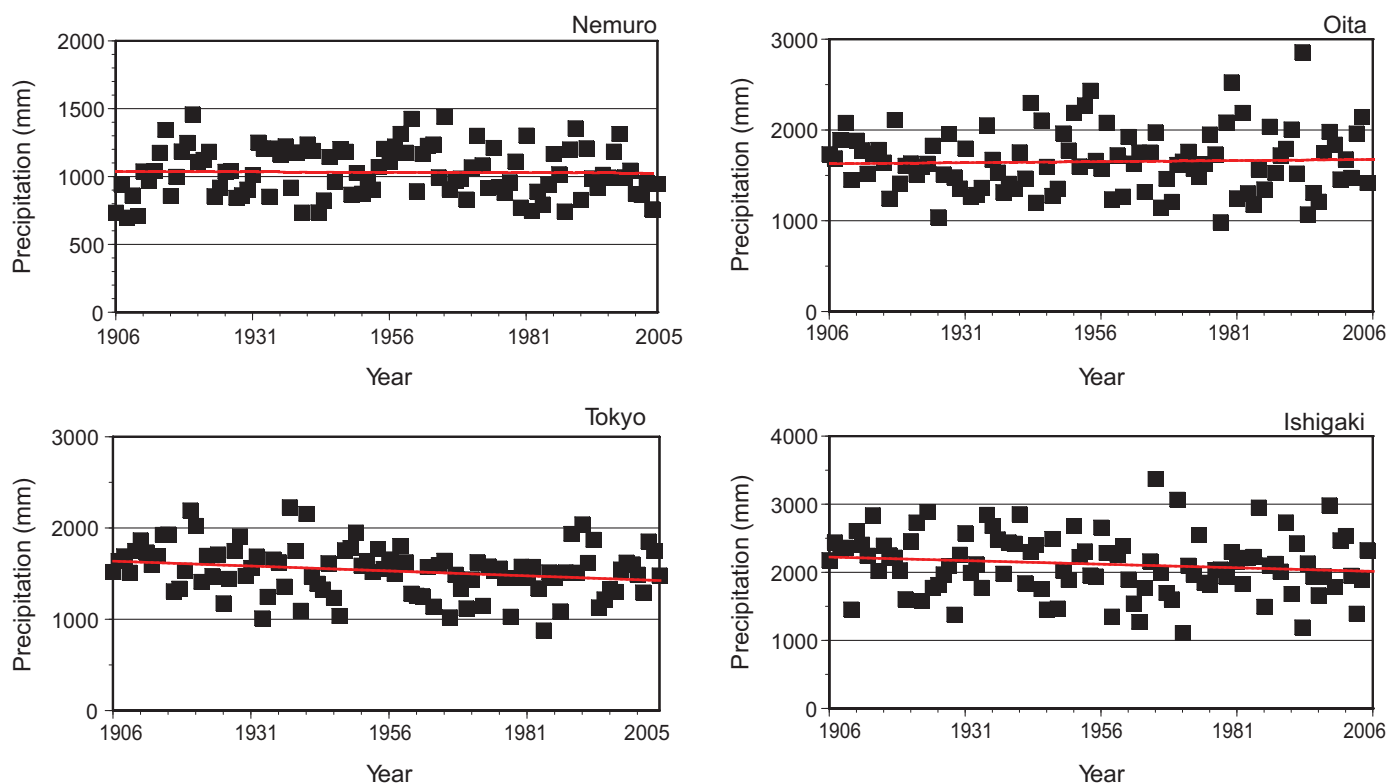 Nemuro
2000
1500
1000
500
0
Precipitation (mm)
1906 1931 1956 1981 2005
Year
Oita
3000
2000
1000
0
Precipitation (mm)
1906 1931 1956 1981 2006
Year
Tokyo
3000
2000
1000
0
Precipitation (mm)
1906 1931 1956 1981 2005
Year
Ishigaki
4000
3000
2000
1000
0
Precipitation (mm)
1906 1931 1956 1981 2006
Year